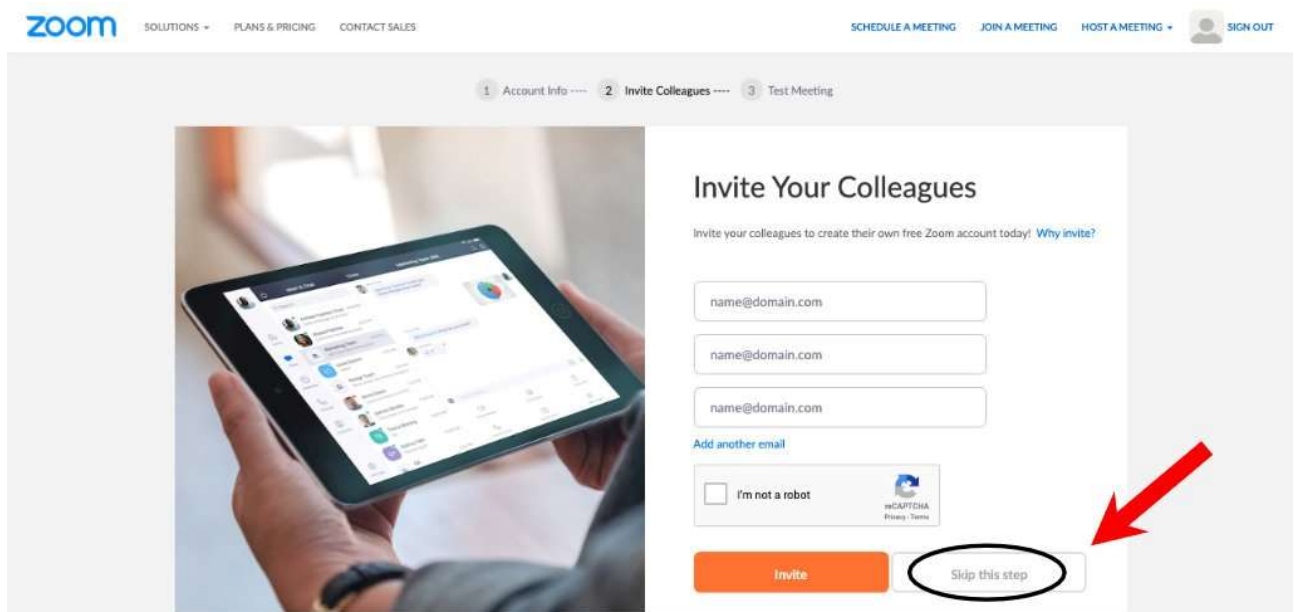 zoom SOLUTIONS PLANS & PRICING CONTACT SALES SCHEDULE A MEETING JOIN A MEETING HOST A MEETING SIGN OUT
1 Account Info ---- 2 Invite Colleagues ---- 3 Test Meeting
Invite Your Colleagues
Invite your colleagues to create their own free Zoom account today! Why invite?
name@domain.com
name@domain.com
name@domain.com
Add another email
I'm not a robot
reCAPTCHA
Privacy - Terms
Invite Skip this step